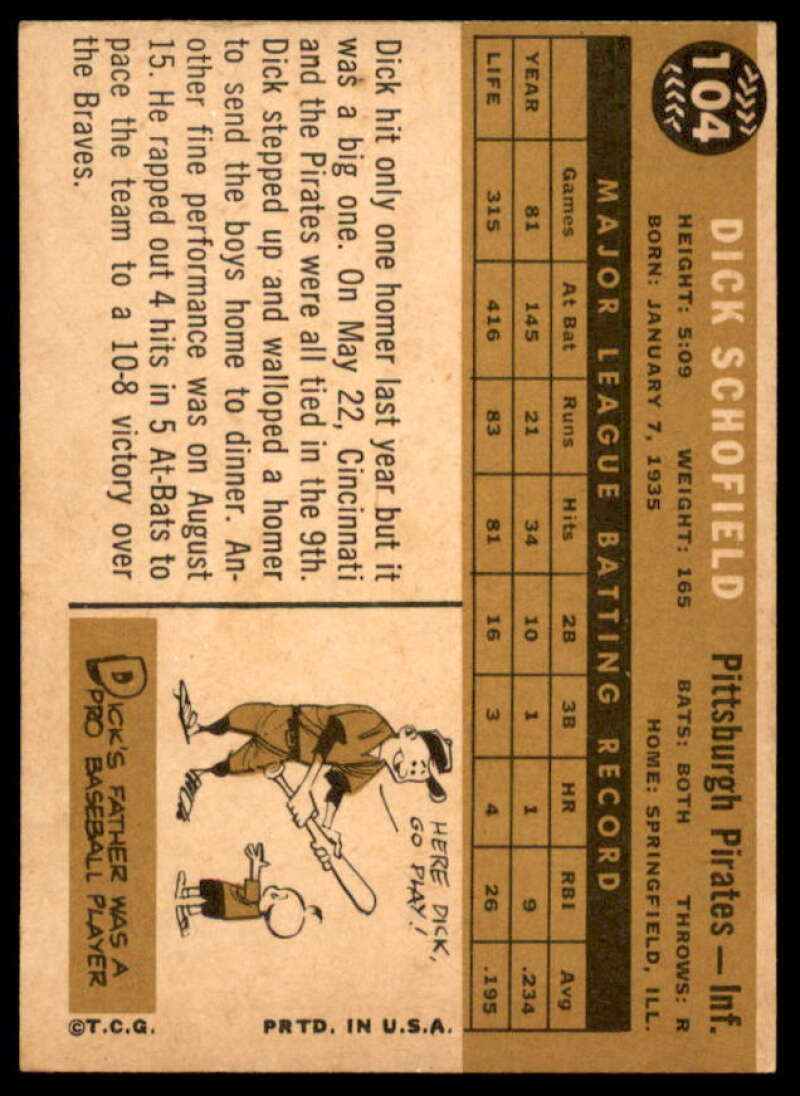 104
DICK SCHOFIELD Pittsburgh Pirates — Inf.
HEIGHT: 5:09 WEIGHT: 165 BATS: BOTH THROWS: R
BORN: JANUARY 7, 1935 HOME: SPRINGFIELD, ILL.
MAJOR LEAGUE BATTING RECORD
Games At Bat Runs Hits 2B 3B HR RBI Avg
YEAR 81 145 21 34 10 1 1 9 .234
LIFE 315 416 83 81 16 3 4 26 .195
Dick hit only one homer last year but it
was a big one. On May 22, Cincinnati
and the Pirates were all tied in the 9th.
Dick stepped up and walloped a homer
to send the boys home to dinner. An-
other fine performance was on August
15. He rapped out 4 hits in 5 At-Bats to
pace the team to a 10-8 victory over
the Braves.
HERE DICK,
GO PLAY!
DICK'S FATHER WAS A
PRO BASEBALL PLAYER
©T.C.G. PRTD. IN U.S.A.